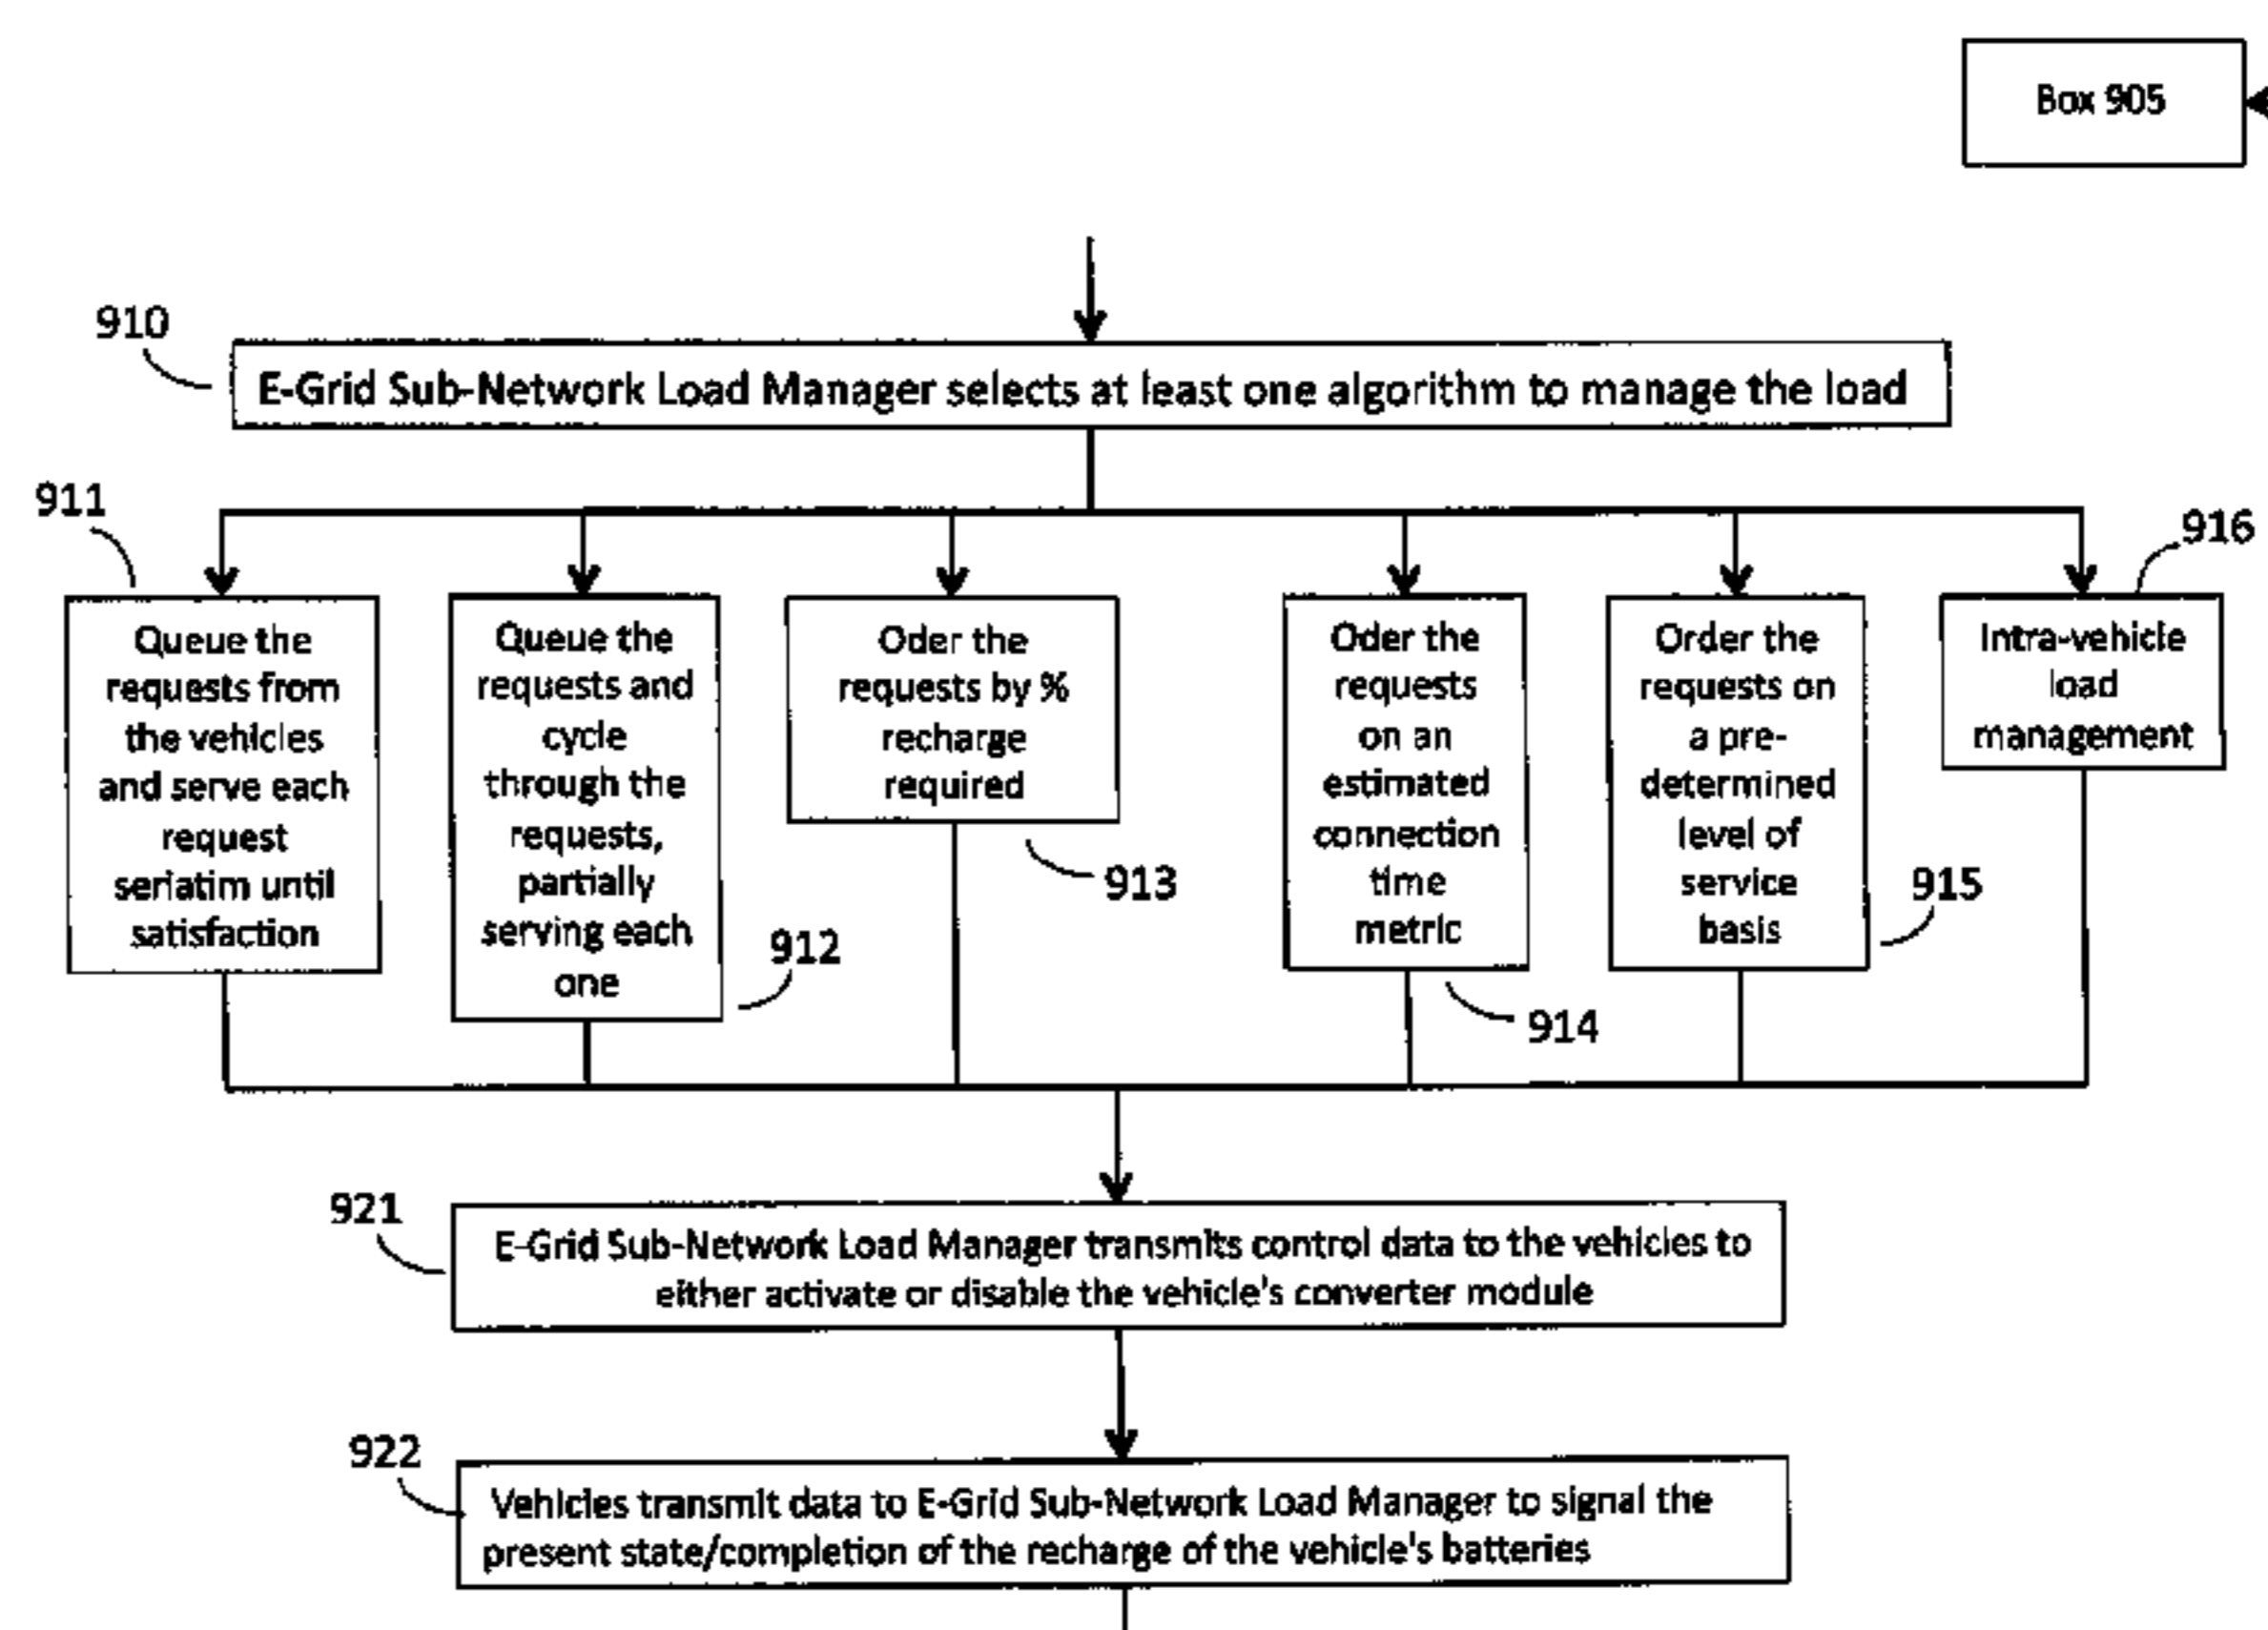 Box 905
910
E-Grid Sub-Network Load Manager selects at least one algorithm to manage the load
911
Queue the
requests from
the vehicles
and serve each
request
seriatim until
satisfaction
Queue the
requests and
cycle
through the
requests,
partially
serving each
one
912
Oder the
requests by %
recharge
required
913
Oder the
requests
on an
estimated
connection
time
metric
914
Order the
requests on
a pre-
determined
level of
service
basis
915
916
Intra-vehicle
load
management
921
E-Grid Sub-Network Load Manager transmits control data to the vehicles to
either activate or disable the vehicle's converter module
922
Vehicles transmit data to E-Grid Sub-Network Load Manager to signal the
present state/completion of the recharge of the vehicle's batteries